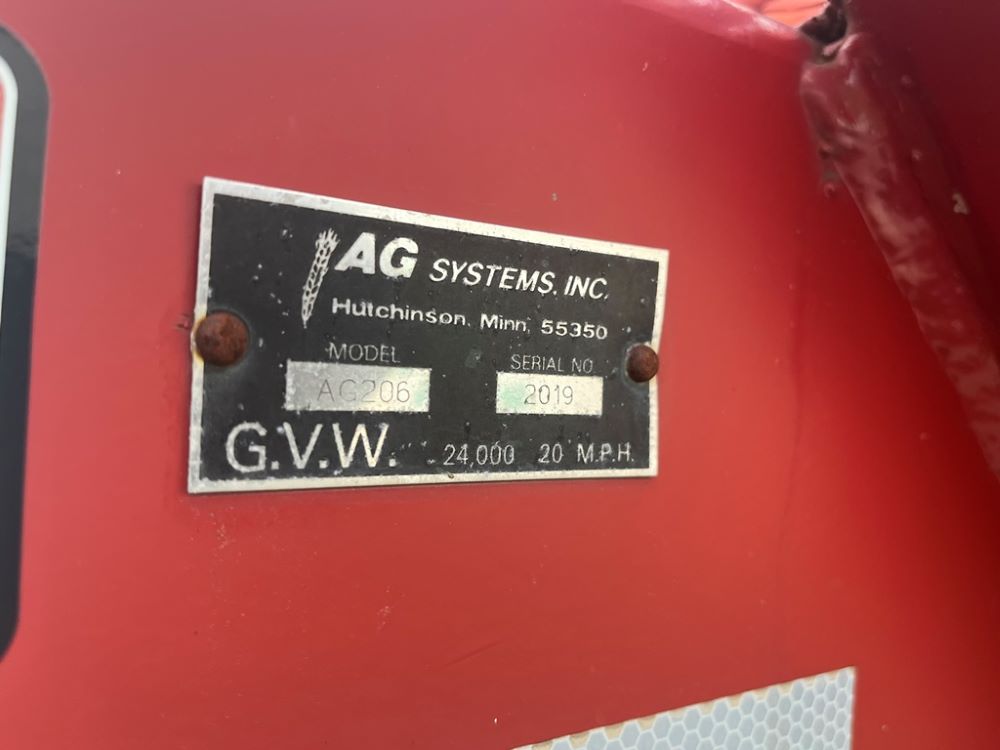 AG SYSTEMS, INC.
Hutchinson, Minn. 55350
MODEL SERIAL NO
AG206 2019
G.V.W. 24,000 20 M.P.H.